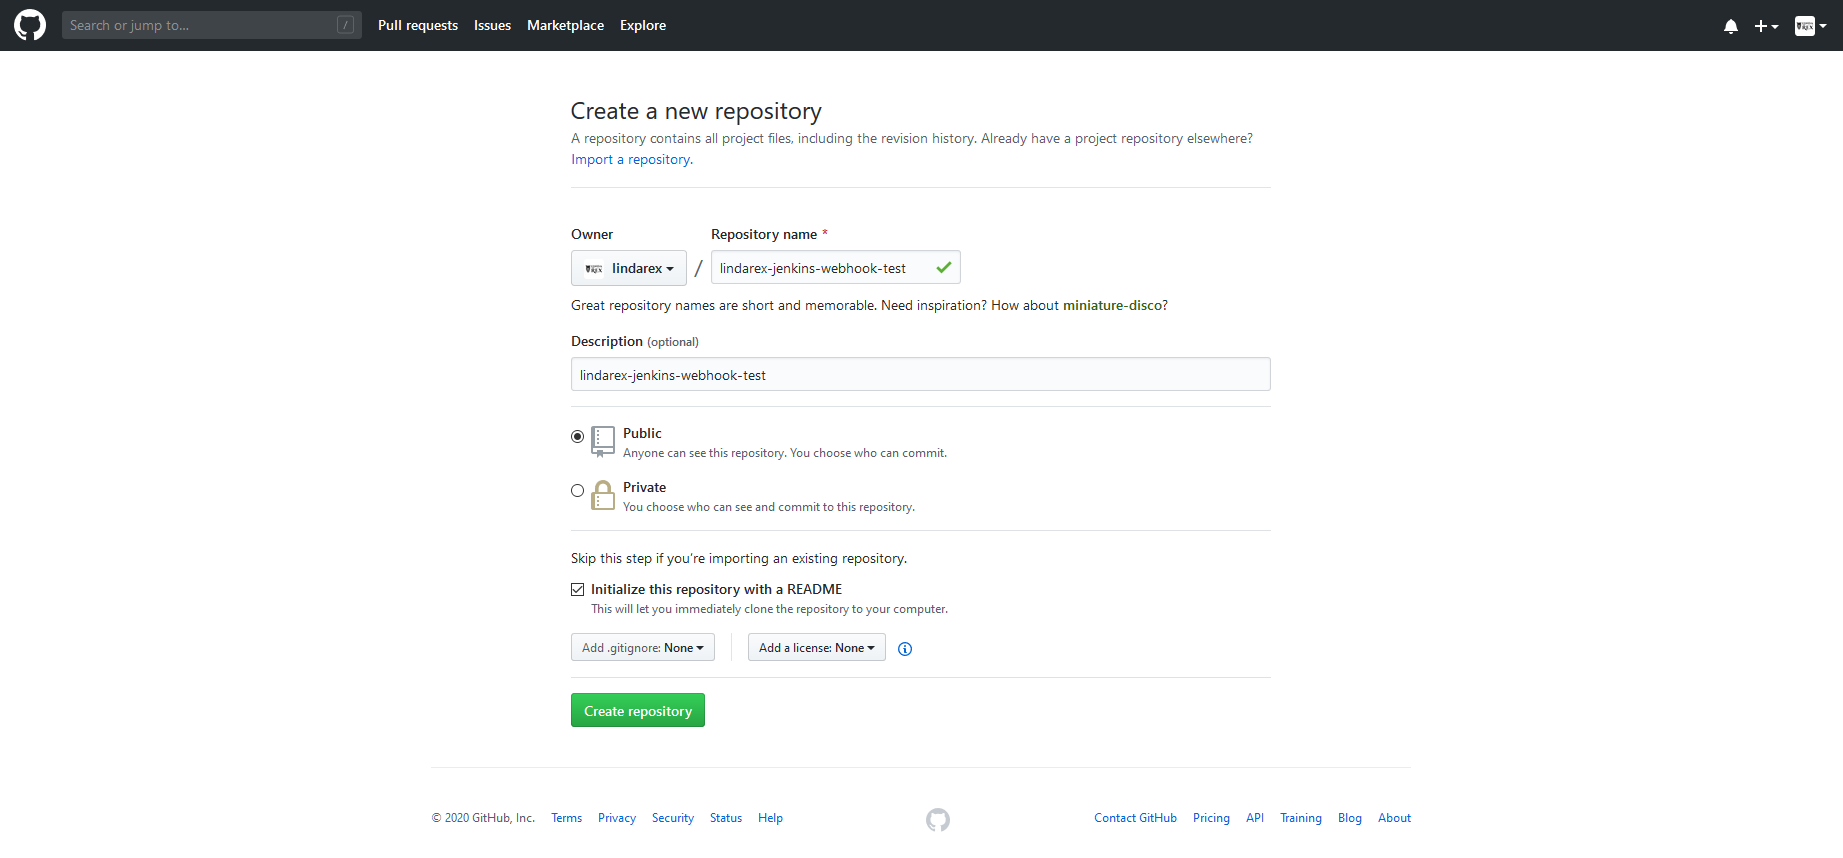 Search or jump to... /
Pull requests Issues Marketplace Explore
Create a new repository
A repository contains all project files, including the revision history. Already have a project repository elsewhere?
Import a repository.
Owner Repository name *
lindarex / lindarex-jenkins-webhook-test
Great repository names are short and memorable. Need inspiration? How about miniature-disco?
Description (optional)
lindarex-jenkins-webhook-test
Public
Anyone can see this repository. You choose who can commit.
Private
You choose who can see and commit to this repository.
Skip this step if you’re importing an existing repository.
Initialize this repository with a README
This will let you immediately clone the repository to your computer.
Add .gitignore: None Add a license: None
Create repository
© 2020 GitHub, Inc. Terms Privacy Security Status Help Contact GitHub Pricing API Training Blog About